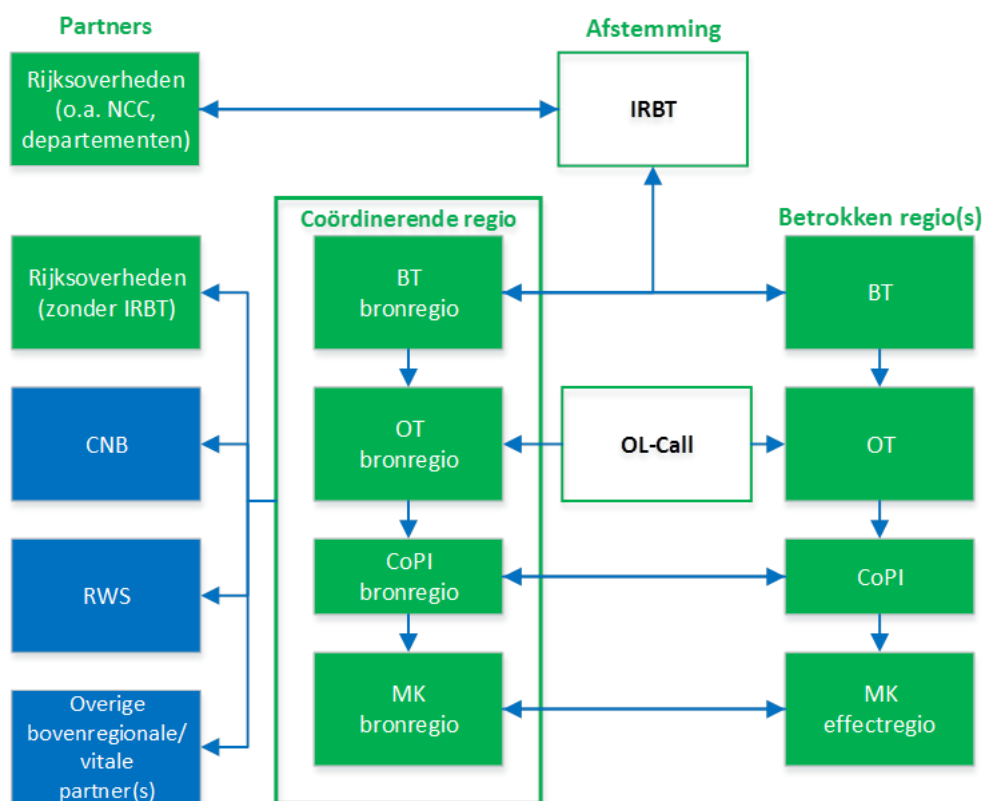 Partners
Afstemming
Rijksoverheden
(o.a. NCC,
departementen)
IRBT
Coördinerende regio
Betrokken regio(s)
Rijksoverheden
(zonder IRBT)
BT
bronregio
BT
CNB
OT
bronregio
OL-Call
OT
RWS
CoPI
bronregio
CoPI
Overige
bovenregionale/
vitale
partner(s)
MK
bronregio
MK
effectregio